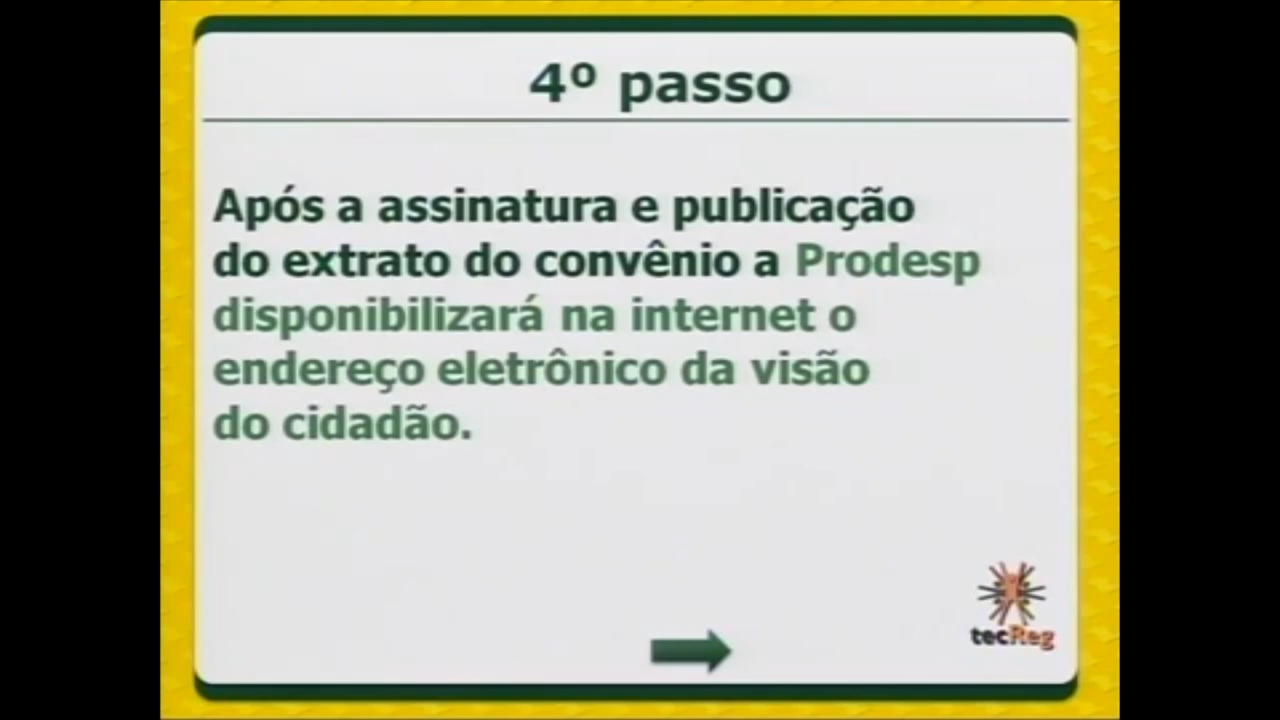 4º passo
Após a assinatura e publicação
do extrato do convênio a Prodesp
disponibilizará na internet o
endereço eletrônico da visão
do cidadão.
tecReg